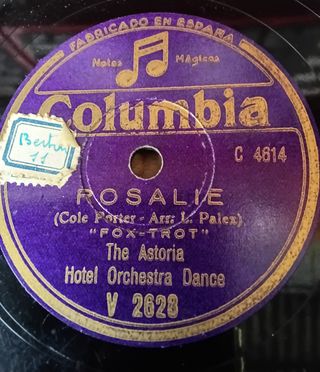 FABRICADO EN ESPAÑA
Notas Mágicas
Columbia
11
C 4614
ROSALIE
(Cole Porter - Arr: L. Palex)
"FOX-TROT"
The Astoria
Hotel Orchestra Dance
V 2628